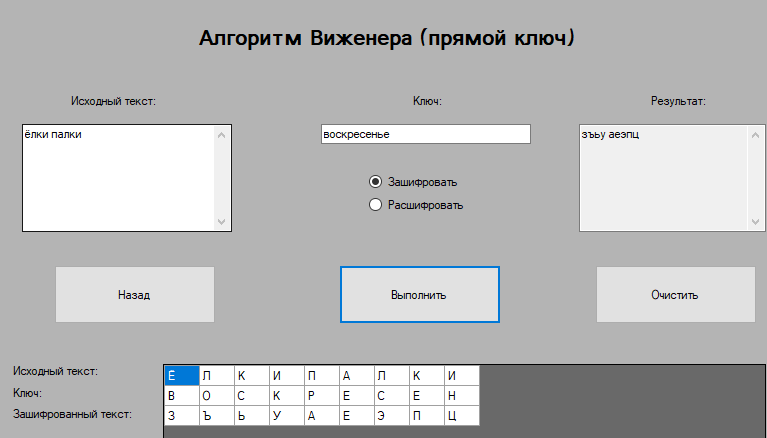 Алгоритм Виженера (прямой ключ)
Исходный текст: Ключ: Результат:
ёлки палки воскресенье зъьу аеэпц
Зашифровать
Расшифровать
Назад Выполнить Очистить
Исходный текст: Ё Л К И П А Л К И
Ключ: В О С К Р Е С Е Н
Зашифрованный текст: З Ъ Ь У А Е Э П Ц